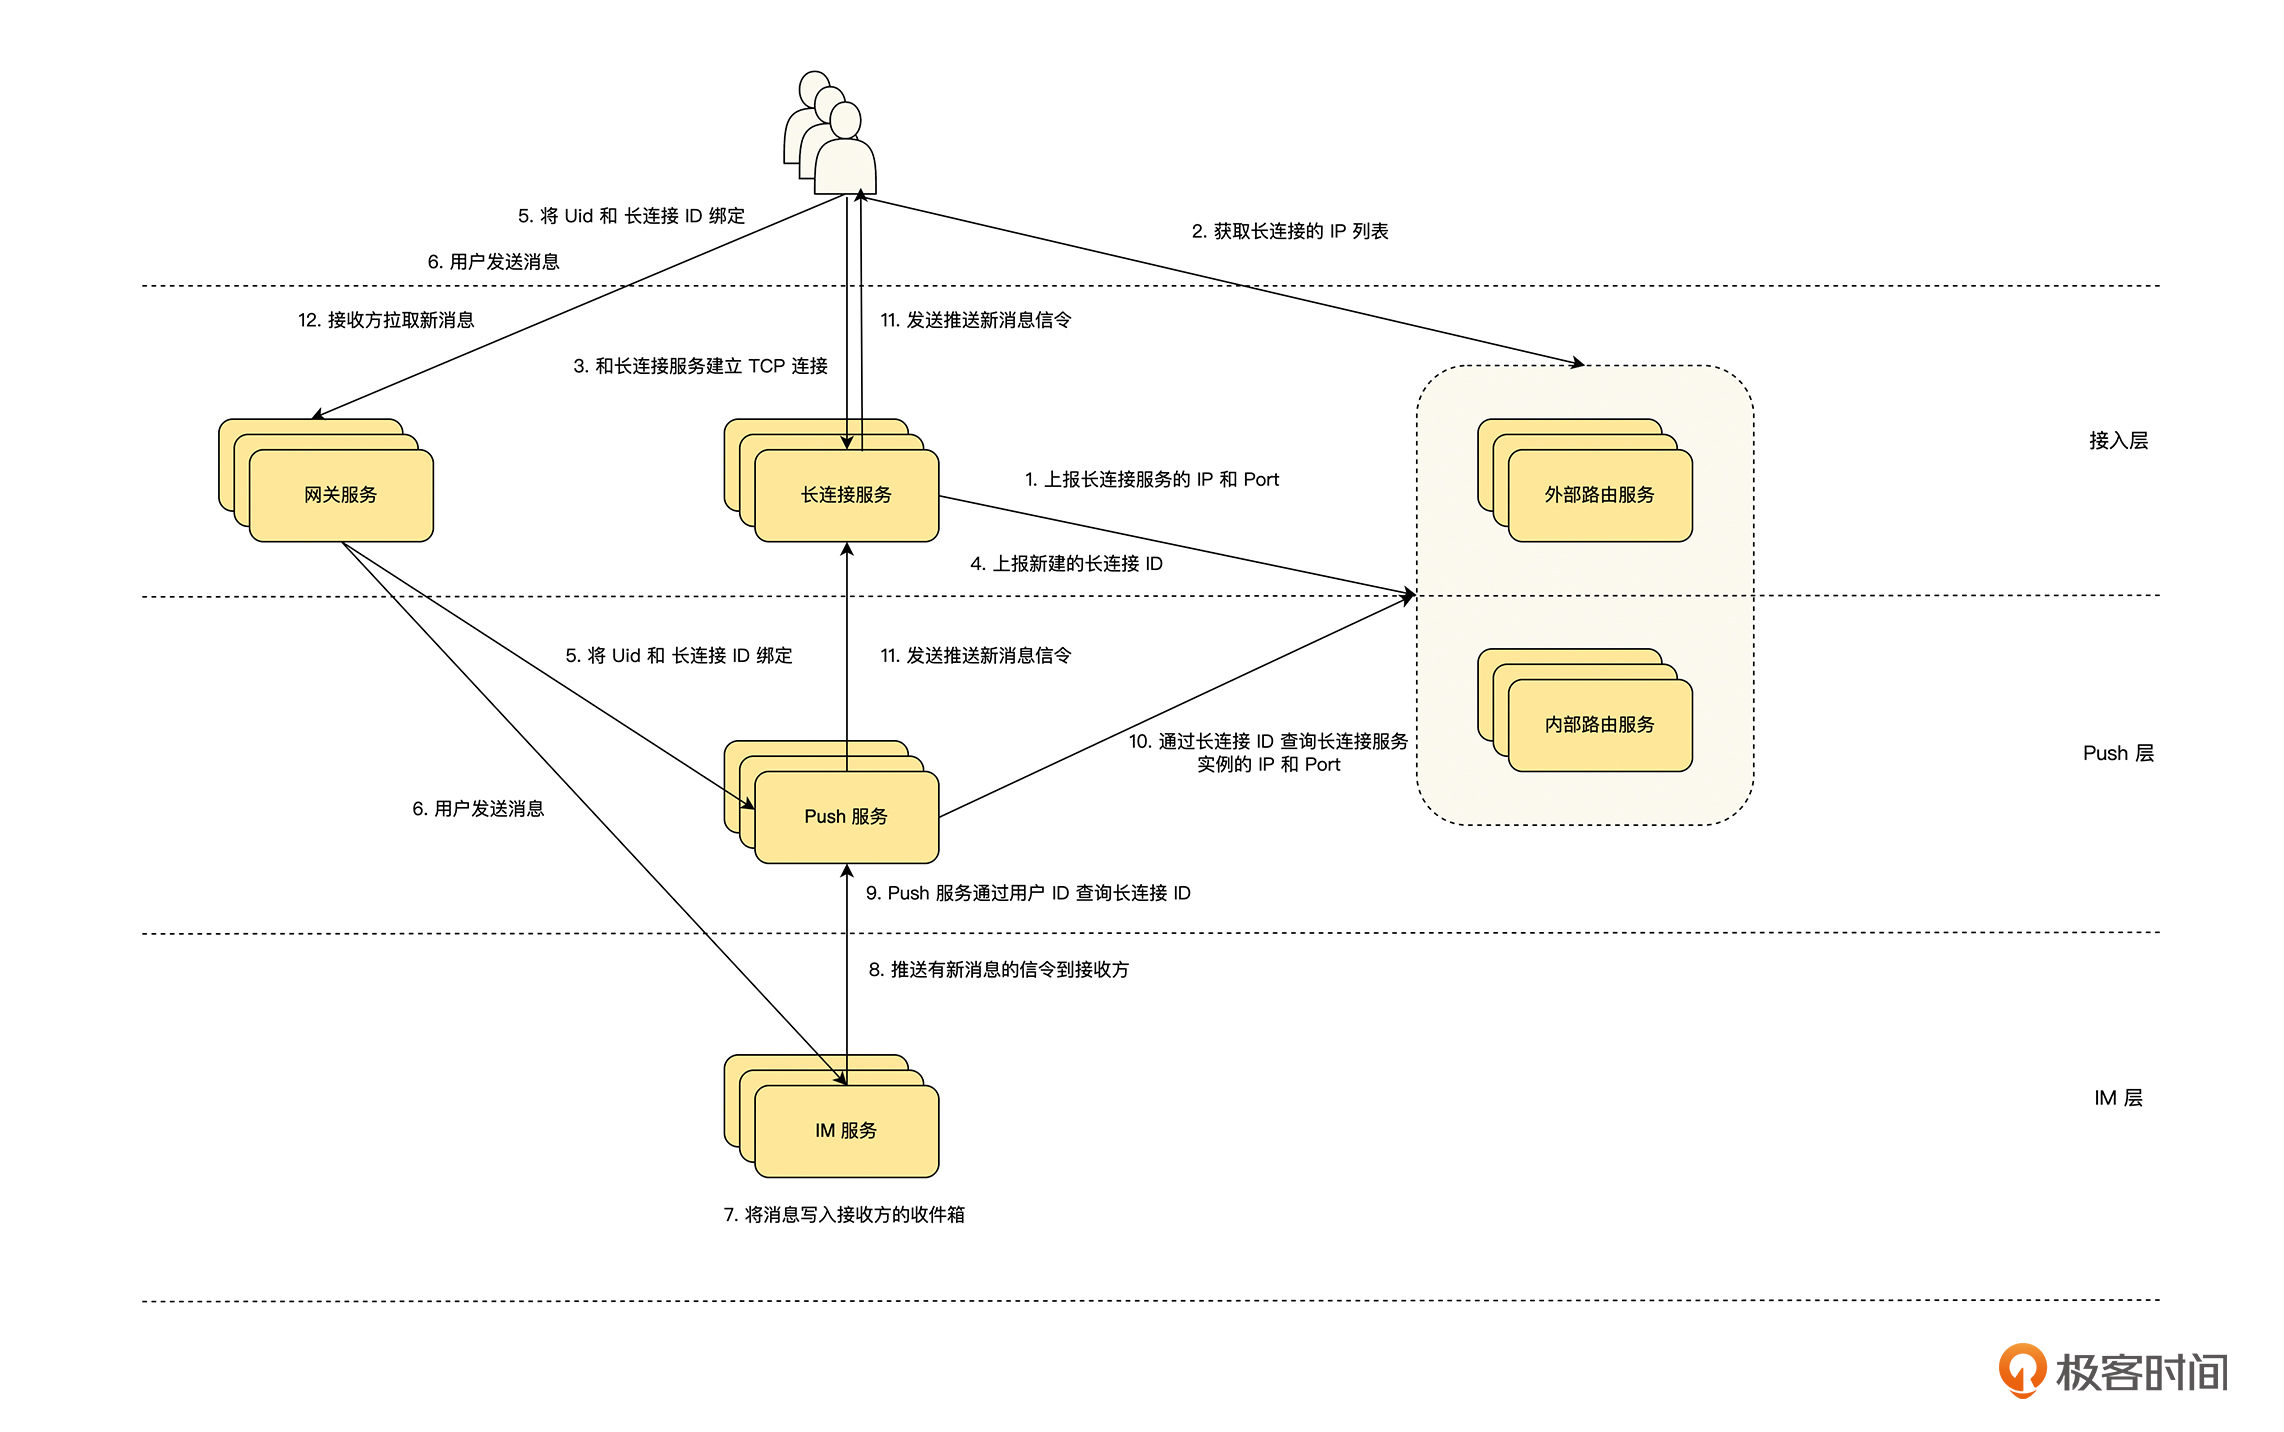 5. 将 Uid 和 长连接 ID 绑定
2. 获取长连接的 IP 列表
6. 用户发送消息
12. 接收方拉取新消息
11. 发送推送新消息信令
3. 和长连接服务建立 TCP 连接
接入层
网关服务
长连接服务
1. 上报长连接服务的 IP 和 Port
外部路由服务
4. 上报新建的长连接 ID
5. 将 Uid 和 长连接 ID 绑定
11. 发送推送新消息信令
内部路由服务
10. 通过长连接 ID 查询长连接服务
实例的 IP 和 Port
Push 层
6. 用户发送消息
Push 服务
9. Push 服务通过用户 ID 查询长连接 ID
8. 推送有新消息的信令到接收方
IM 层
IM 服务
7. 将消息写入接收方的收件箱
极客时间